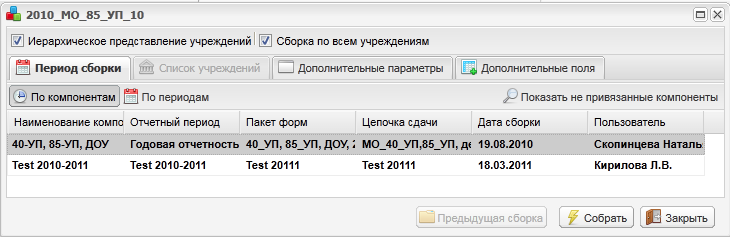 2010_МО_85_УП_10
Иерархическое представление учреждений Сборка по всем учреждениям
Период сборки Список учреждений Дополнительные параметры Дополнительные поля
По компонентам По периодам Показать не привязанные компоненты
Наименование компо Отчетный период Пакет форм Цепочка сдачи Дата сборки Пользователь
40-УП, 85-УП, ДОУ Годовая отчетность 40_УП, 85_УП, ДОУ, 2 МО_40_УП,85_УП, де 19.08.2010 Скопинцева Наталь
Test 2010-2011 Test 2010-2011 Test 20111 Test 20111 18.03.2011 Кирилова Л.В.
Предыдущая сборка Собрать Закрыть